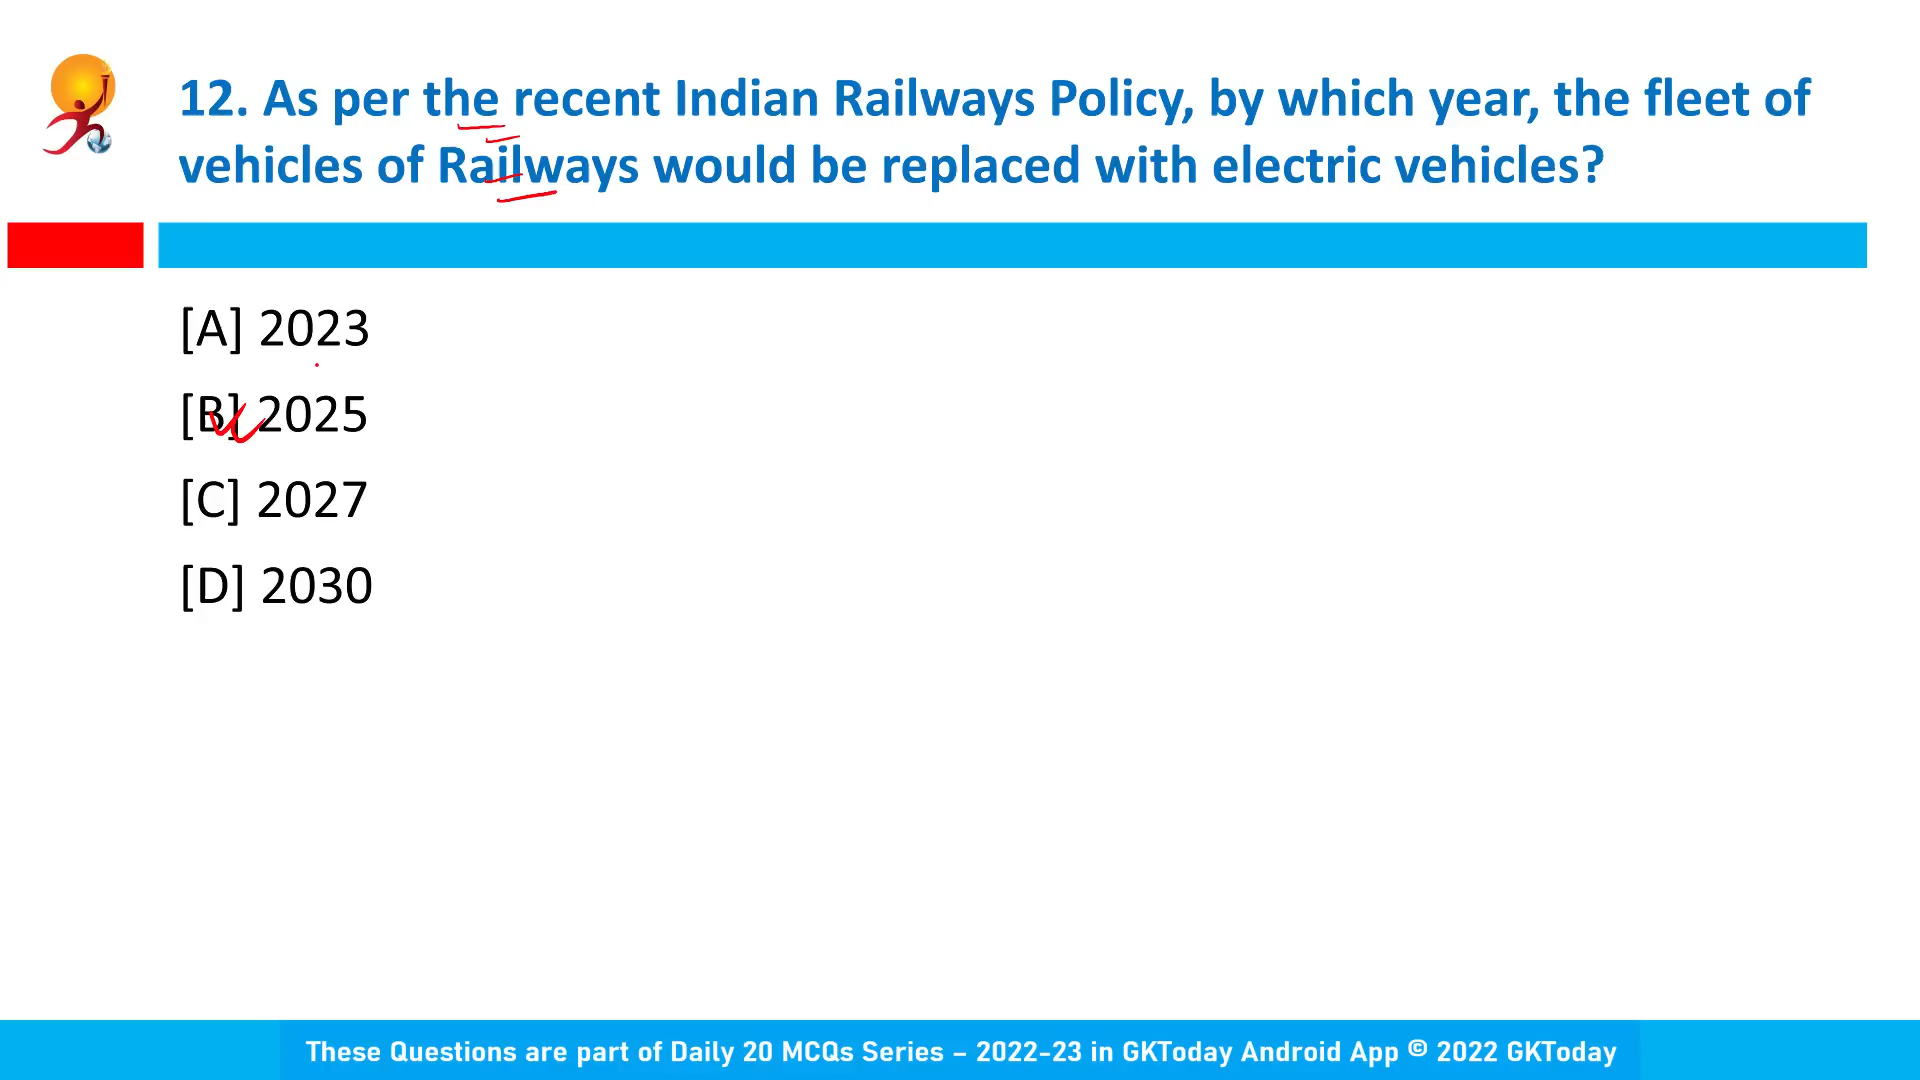 12. As per the recent Indian Railways Policy, by which year, the fleet of
vehicles of Railways would be replaced with electric vehicles?
[A] 2023
[B] 2025
[C] 2027
[D] 2030
These Questions are part of Daily 20 MCQs Series – 2022-23 in GKToday Android App © 2022 GKToday